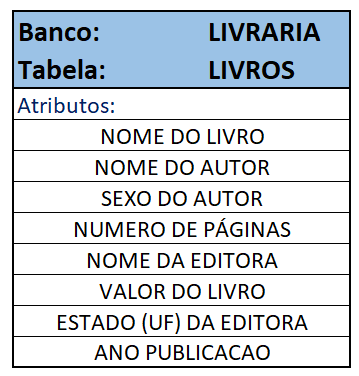 Banco: LIVRARIA
Tabela: LIVROS
Atributos:
NOME DO LIVRO
NOME DO AUTOR
SEXO DO AUTOR
NUMERO DE PÁGINAS
NOME DA EDITORA
VALOR DO LIVRO
ESTADO (UF) DA EDITORA
ANO PUBLICACAO